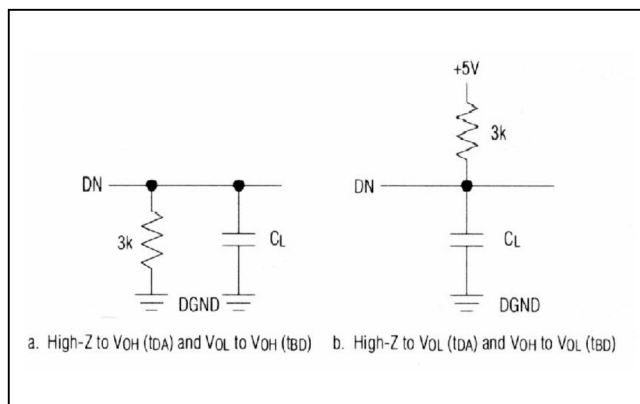 +5V
3k
DN
DN
3k
CL
CL
DGND
DGND
a. High-Z to VOH (tDA) and VOL to VOH (tBD)
b. High-Z to VOL (tDA) and VOH to VOL (tBD)